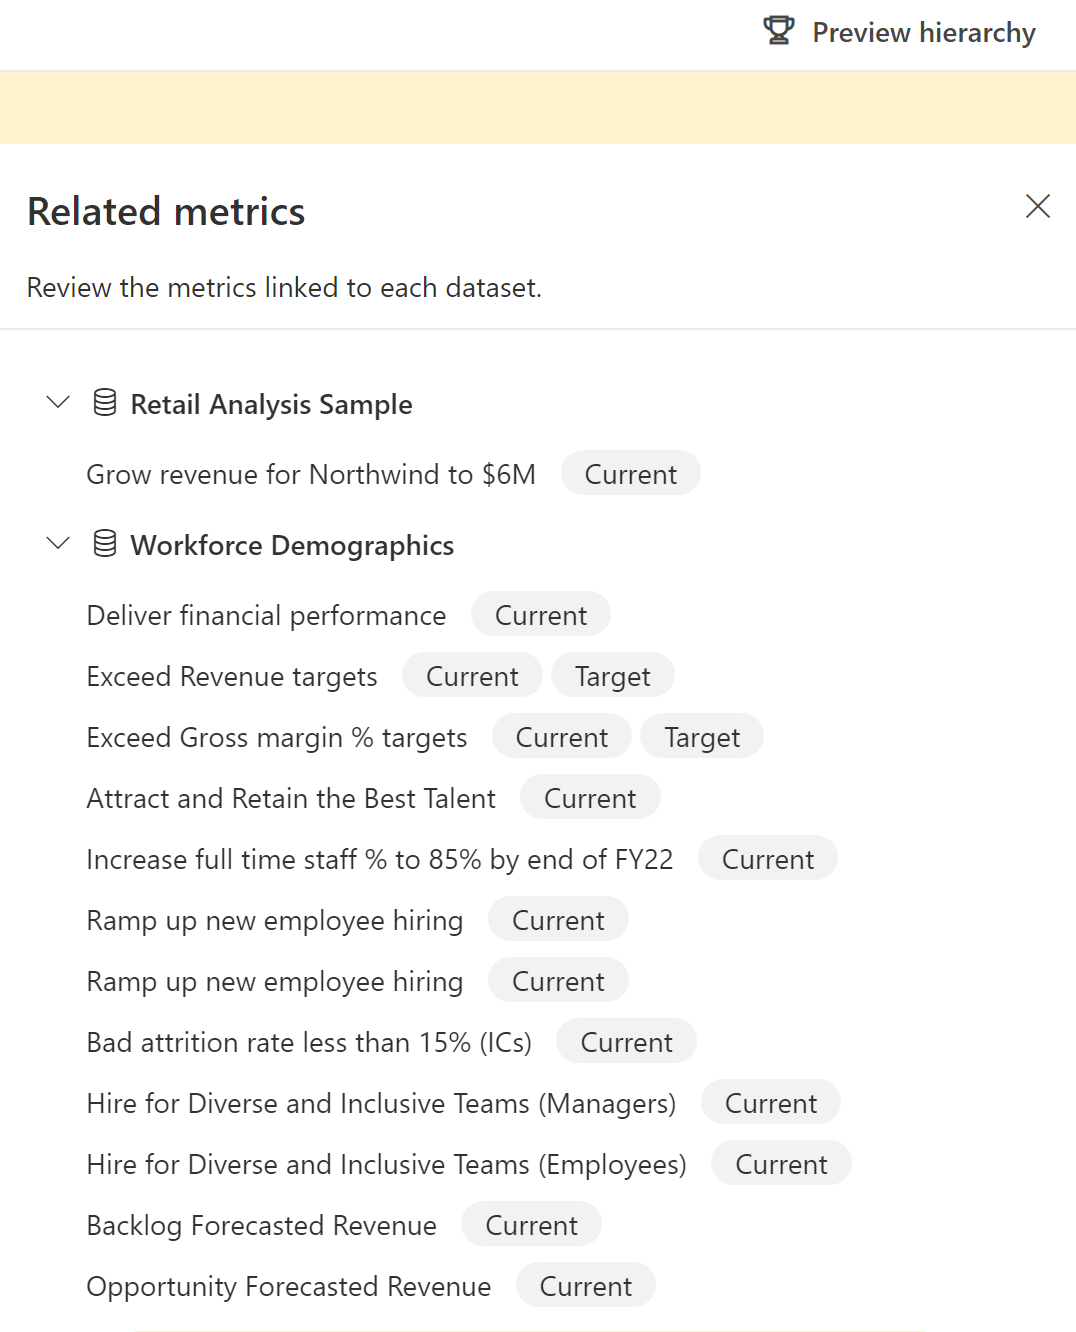 Preview hierarchy
Related metrics
Review the metrics linked to each dataset.
Retail Analysis Sample
Grow revenue for Northwind to $6M Current
Workforce Demographics
Deliver financial performance Current
Exceed Revenue targets Current Target
Exceed Gross margin % targets Current Target
Attract and Retain the Best Talent Current
Increase full time staff % to 85% by end of FY22 Current
Ramp up new employee hiring Current
Ramp up new employee hiring Current
Bad attrition rate less than 15% (ICs) Current
Hire for Diverse and Inclusive Teams (Managers) Current
Hire for Diverse and Inclusive Teams (Employees) Current
Backlog Forecasted Revenue Current
Opportunity Forecasted Revenue Current